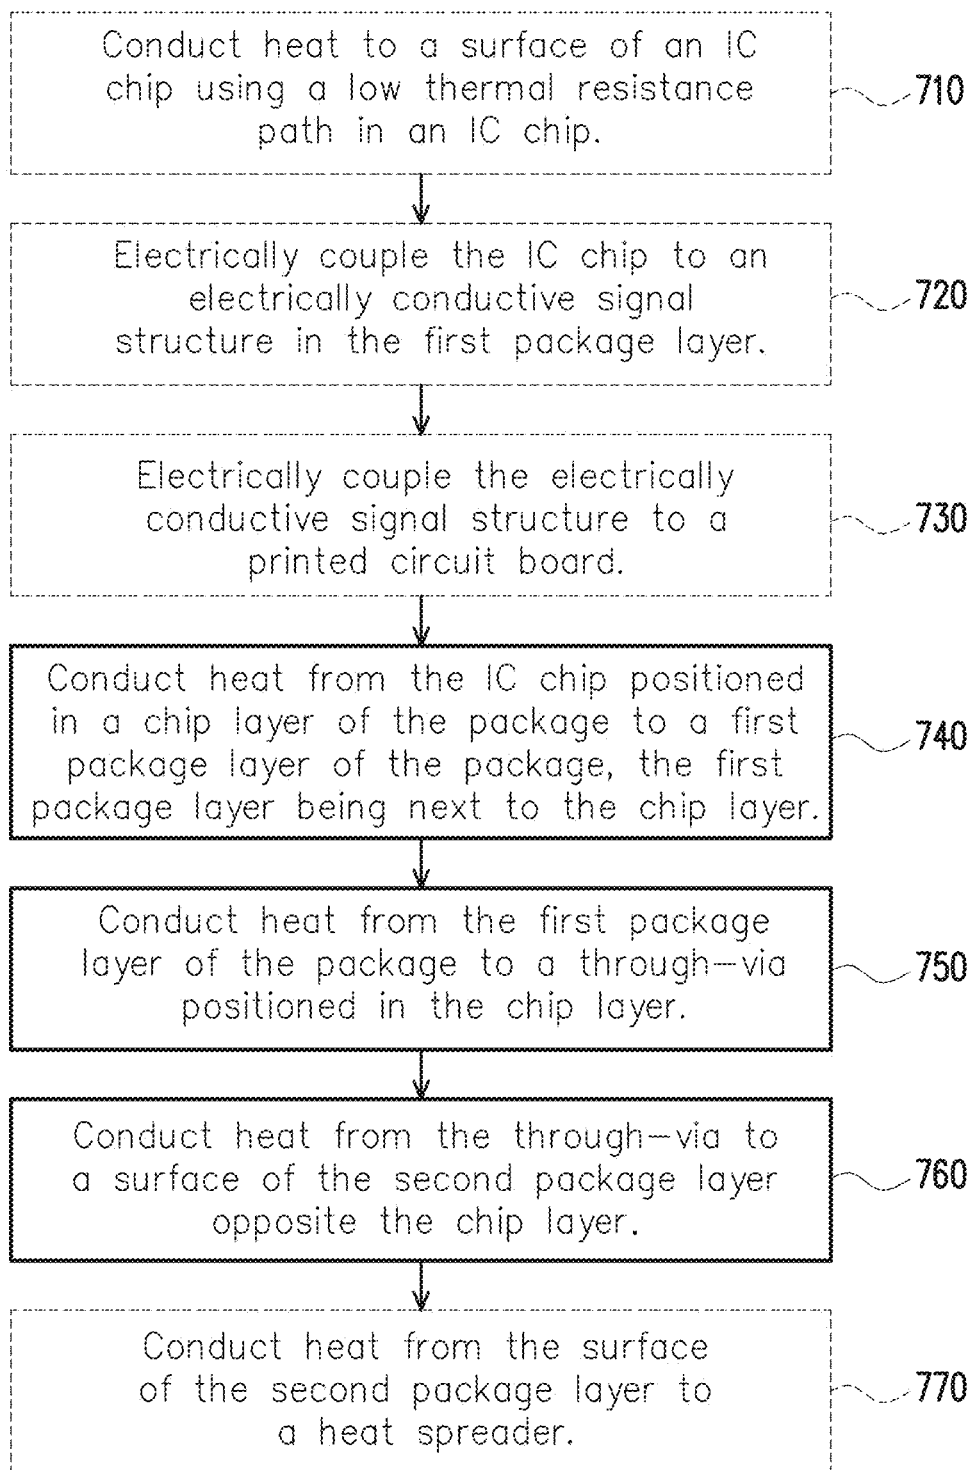 Conduct heat to a surface of an IC
chip using a low thermal resistance
path in an IC chip.
710
Electrically couple the IC chip to an
electrically conductive signal
structure in the first package layer.
720
Electrically couple the electrically
conductive signal structure to a
printed circuit board.
730
Conduct heat from the IC chip positioned
in a chip layer of the package to a first
package layer of the package, the first
package layer being next to the chip layer.
740
Conduct heat from the first package
layer of the package to a through-via
positioned in the chip layer.
750
Conduct heat from the through-via to
a surface of the second package layer
opposite the chip layer.
760
Conduct heat from the surface
of the second package layer to
a heat spreader.
770